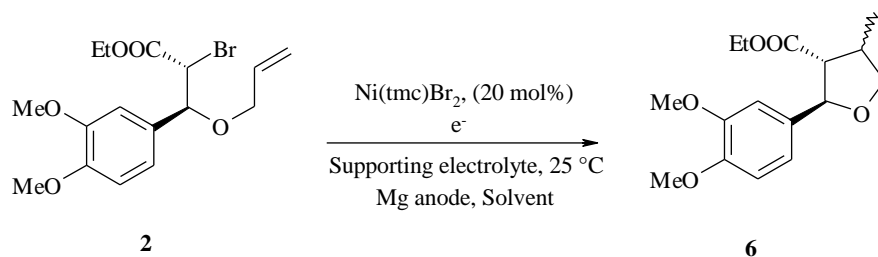 EtOOC
Br
MeO
MeO
O
2
Ni(tmc)Br₂, (20 mol%)
e⁻
Supporting electrolyte, 25 °C
Mg anode, Solvent
EtOOC
MeO
MeO
O
6